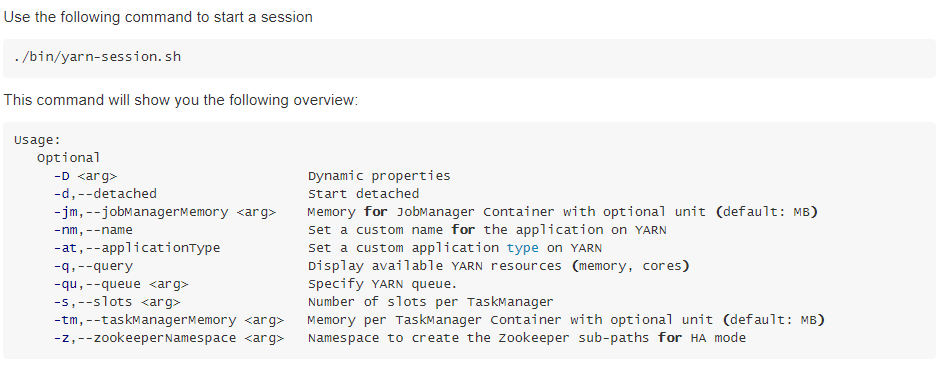 Use the following command to start a session
./bin/yarn-session.sh
This command will show you the following overview:
Usage:
   Optional
     -D <arg>                        Dynamic properties
     -d,--detached                   Start detached
     -jm,--jobManagerMemory <arg>    Memory for JobManager Container with optional unit (default: MB)
     -nm,--name                      Set a custom name for the application on YARN
     -at,--applicationType           Set a custom application type on YARN
     -q,--query                      Display available YARN resources (memory, cores)
     -qu,--queue <arg>               Specify YARN queue.
     -s,--slots <arg>                Number of slots per TaskManager
     -tm,--taskManagerMemory <arg>   Memory per TaskManager Container with optional unit (default: MB)
     -z,--zookeeperNamespace <arg>   Namespace to create the Zookeeper sub-paths for HA mode